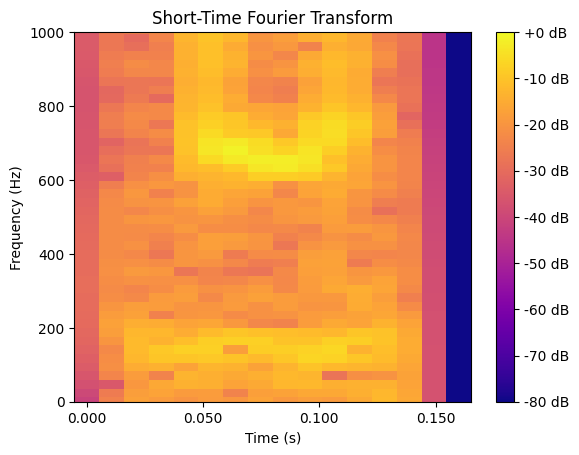 Short-Time Fourier Transform
1000
800
600
400
200
0
Frequency (Hz)
0.000
0.050
0.100
0.150
Time (s)
+0 dB
-10 dB
-20 dB
-30 dB
-40 dB
-50 dB
-60 dB
-70 dB
-80 dB